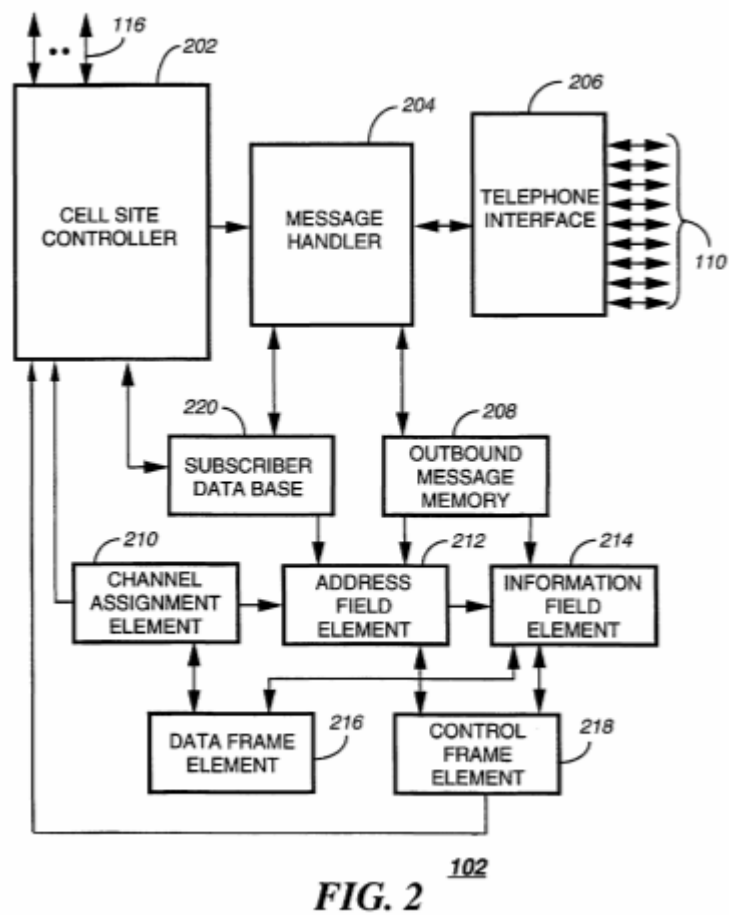 116
202
206
204
CELL SITE
CONTROLLER
MESSAGE
HANDLER
TELEPHONE
INTERFACE
110
220
208
SUBSCRIBER
DATA BASE
OUTBOUND
MESSAGE
MEMORY
210
212
214
CHANNEL
ASSIGNMENT
ELEMENT
ADDRESS
FIELD
ELEMENT
INFORMATION
FIELD
ELEMENT
DATA FRAME
ELEMENT
216
CONTROL
FRAME
ELEMENT
218
102
FIG. 2